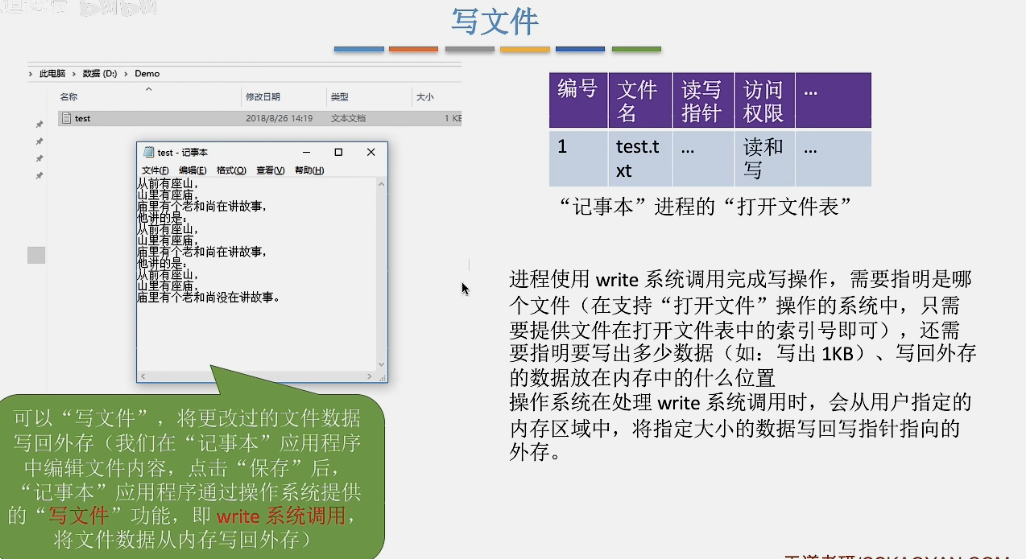 写文件
此电脑 › 数据 (D:) › Demo
名称
修改日期
类型
大小
test
2018/8/26 14:19
文本文档
1 KB
test - 记事本
文件(F) 编辑(E) 格式(O) 查看(V) 帮助(H)
从前有座山，
山里有座庙，
庙里有个老和尚在讲故事，
他讲的是：
从前有座山，
山里有座庙，
庙里有个老和尚在讲故事，
他讲的是：
从前有座山，
山里有座庙，
庙里有个老和尚没在讲故事。
可以“写文件”，将更改过的文件数据
写回外存（我们在“记事本”应用程序
中编辑文件内容，点击“保存”后，
“记事本”应用程序通过操作系统提供
的“写文件”功能，即 write 系统调用，
将文件数据从内存写回外存）
编号 文件名 读写指针 访问权限 ...
1 test.txt ... 读和写 ...
“记事本”进程的“打开文件表”
进程使用 write 系统调用完成写操作，需要指明是哪
个文件（在支持“打开文件”操作的系统中，只需
要提供文件在打开文件表中的索引号即可），还需
要指明要写出多少数据（如：写出 1KB）、写回外存
的数据放在内存中的什么位置
操作系统在处理 write 系统调用时，会从用户指定的
内存区域中，将指定大小的数据写回写指针指向的
外存。